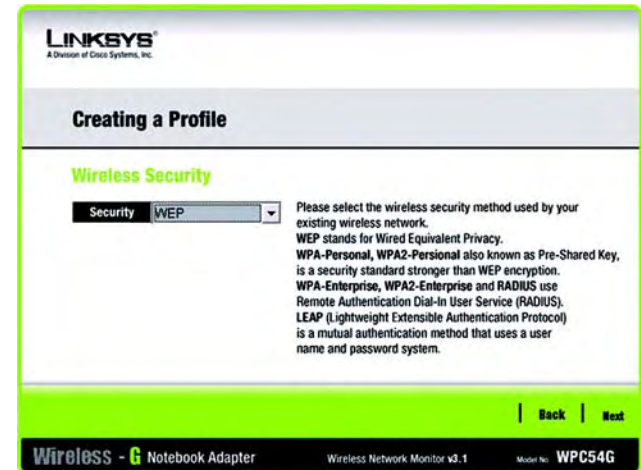 LINKSYS®
A Division of Cisco Systems, Inc.
Creating a Profile
Wireless Security
Security WEP
Please select the wireless security method used by your
existing wireless network.
WEP stands for Wired Equivalent Privacy.
WPA-Personal, WPA2-Persional also known as Pre-Shared Key,
is a security standard stronger than WEP encryption.
WPA-Enterprise, WPA2-Enterprise and RADIUS use
Remote Authentication Dial-In User Service (RADIUS).
LEAP (Lightweight Extensible Authentication Protocol)
is a mutual authentication method that uses a user
name and password system.
Back Next
Wireless - G Notebook Adapter Wireless Network Monitor v3.1 Model No. WPC54G